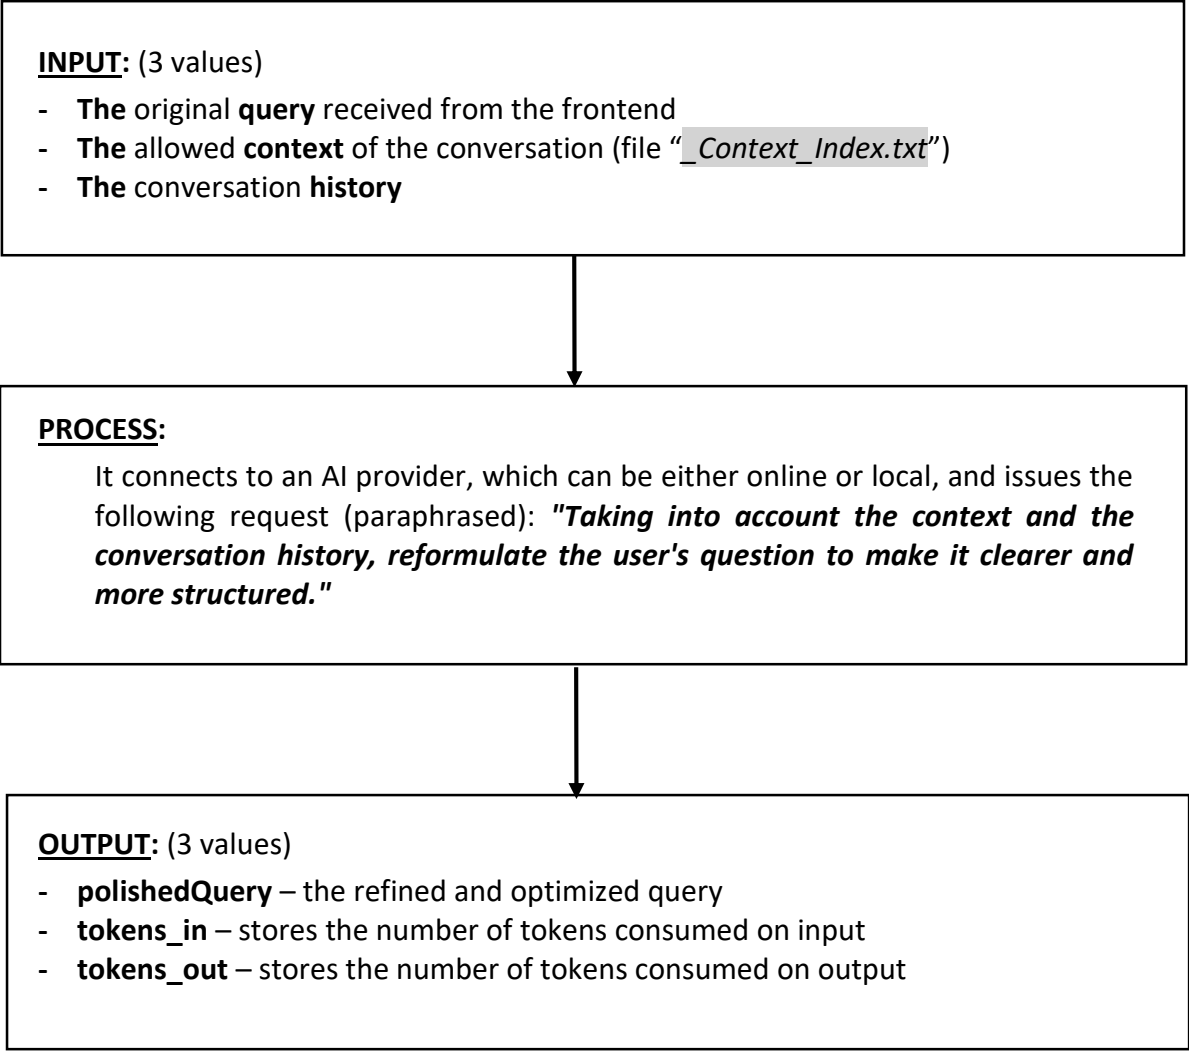 INPUT: (3 values)
- The original query received from the frontend
- The allowed context of the conversation (file “_Context_Index.txt”)
- The conversation history
PROCESS:
It connects to an AI provider, which can be either online or local, and issues the
following request (paraphrased): "Taking into account the context and the
conversation history, reformulate the user's question to make it clearer and
more structured."
OUTPUT: (3 values)
- polishedQuery – the refined and optimized query
- tokens_in – stores the number of tokens consumed on input
- tokens_out – stores the number of tokens consumed on output